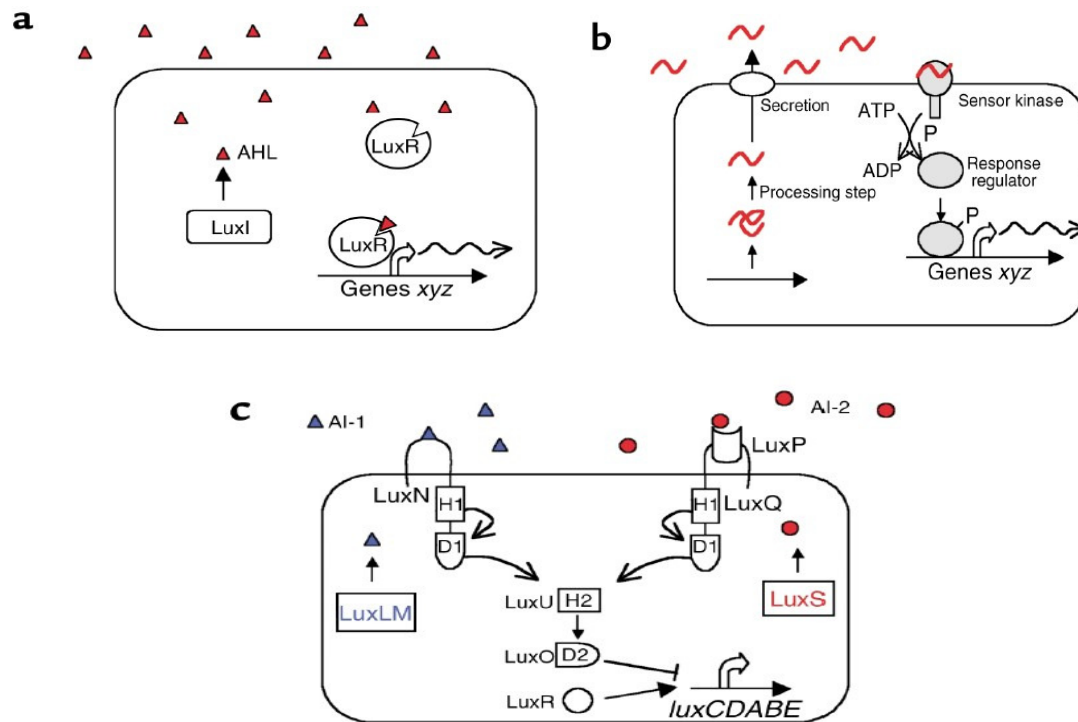 a
AHL
LuxI
LuxR
LuxR
Genes xyz
b
Secretion
Processing step
Sensor kinase
ATP
P
ADP
Response
regulator
P
Genes xyz
c
AI-1
AI-2
LuxP
LuxN
LuxQ
H1
H1
D1
D1
LuxLM
LuxS
LuxU H2
LuxO D2
LuxR
luxCDABE